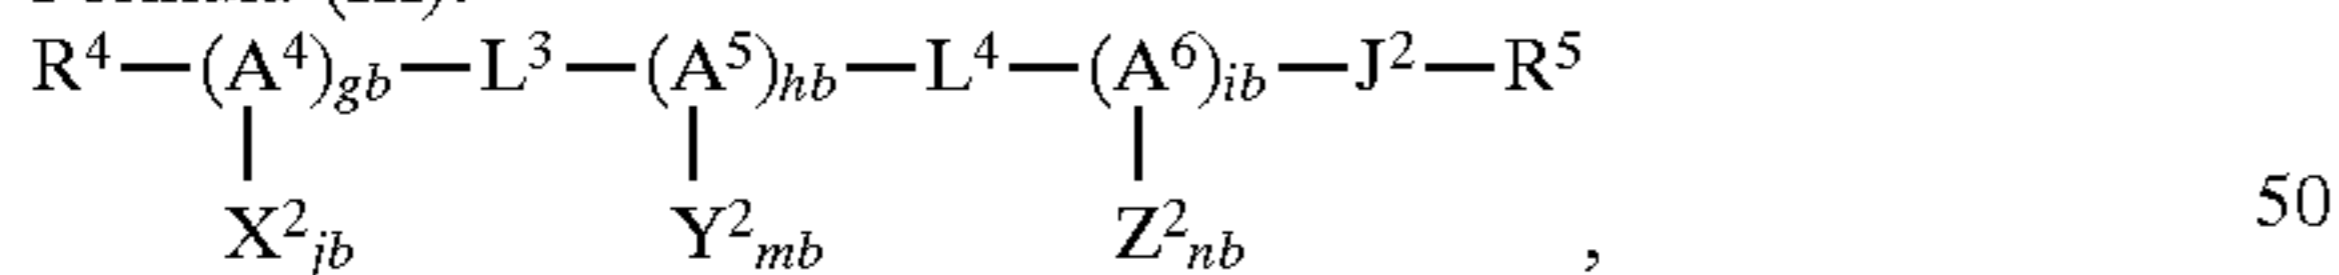 R⁴—(A⁴)gb—L³—(A⁵)hb—L⁴—(A⁶)ib—J²—R⁵
X²jb Y²mb Z²nb , 50